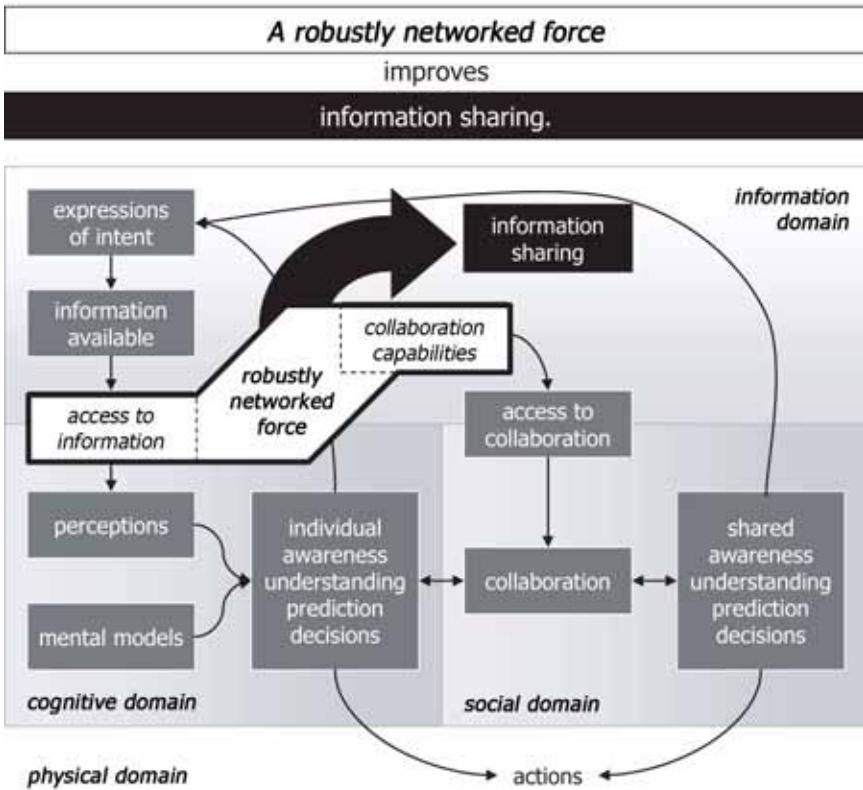 A robustly networked force
improves
information sharing.
expressions
of intent
information
sharing
information
domain
information
available
collaboration
capabilities
robustly
networked
force
access to
information
access to
collaboration
perceptions
individual
awareness
understanding
prediction
decisions
collaboration
shared
awareness
understanding
prediction
decisions
mental models
cognitive domain
social domain
physical domain
actions